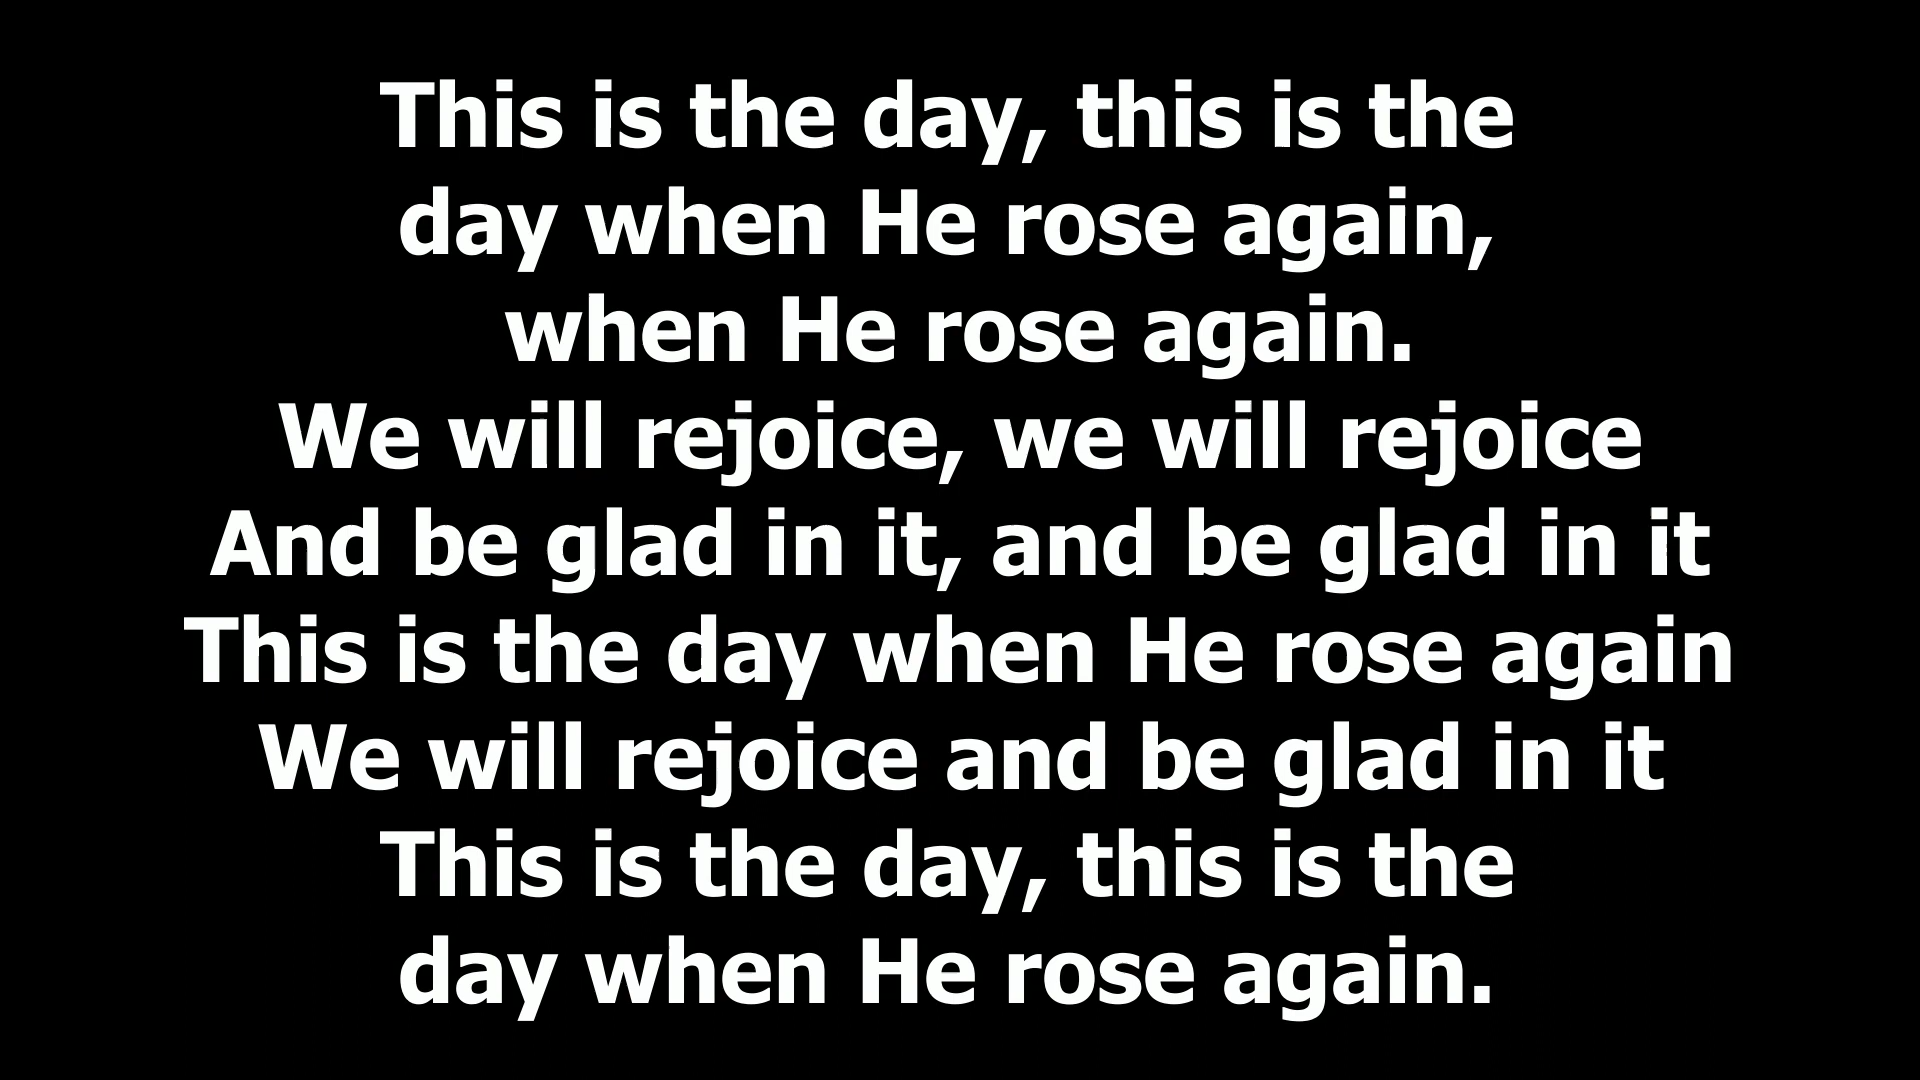 This is the day, this is the
day when He rose again,
when He rose again.
We will rejoice, we will rejoice
And be glad in it, and be glad in it
This is the day when He rose again
We will rejoice and be glad in it
This is the day, this is the
day when He rose again.